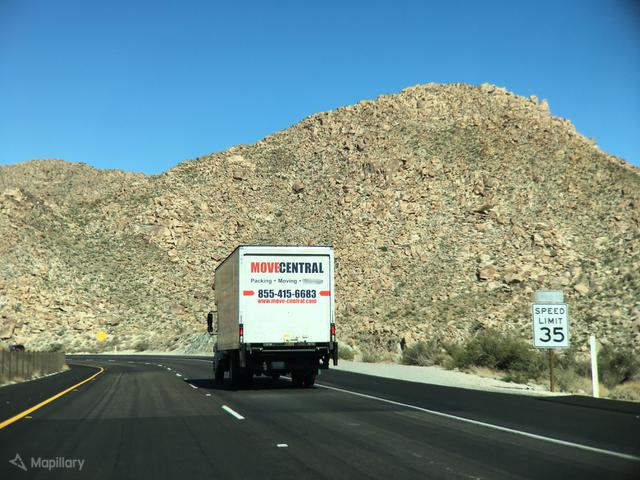 MOVECENTRAL
Packing • Moving •
855-415-6683
www.move-central.com
SPEED
LIMIT
35
Mapillary